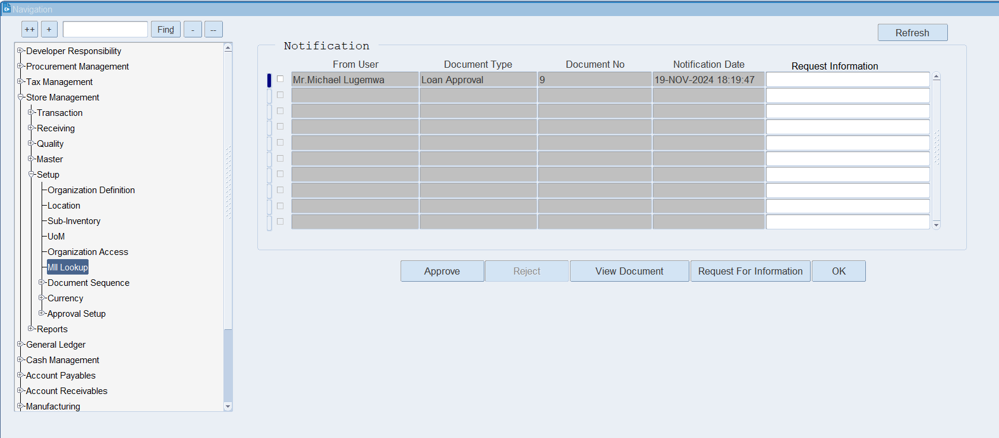 Navigation
++ + Find - --
Developer Responsibility
Procurement Management
Tax Management
Store Management
Transaction
Receiving
Quality
Master
Setup
Organization Definition
Location
Sub-Inventory
UoM
Organization Access
MII Lookup
Document Sequence
Currency
Approval Setup
Reports
General Ledger
Cash Management
Account Payables
Account Receivables
Manufacturing
Refresh
Notification
From User Document Type Document No Notification Date Request Information
Mr.Michael Lugemwa Loan Approval 9 19-NOV-2024 18:19:47
Approve Reject View Document Request For Information OK